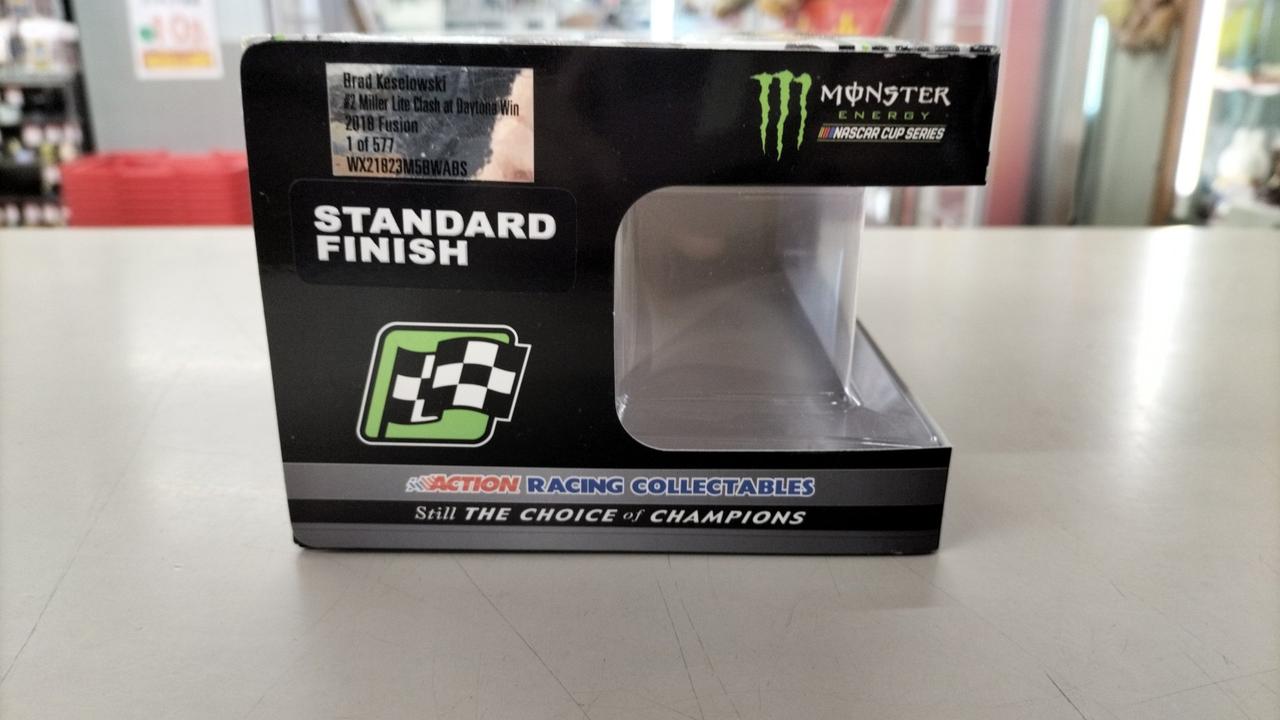 Brad Keselowski
#2 Miller Lite Clash at Daytona Win
2018 Fusion
1 of 577
WX21823M5BWABS
STANDARD
FINISH
MONSTER
ENERGY
NASCAR CUP SERIES
ACTION RACING COLLECTABLES
Still THE CHOICE of CHAMPIONS